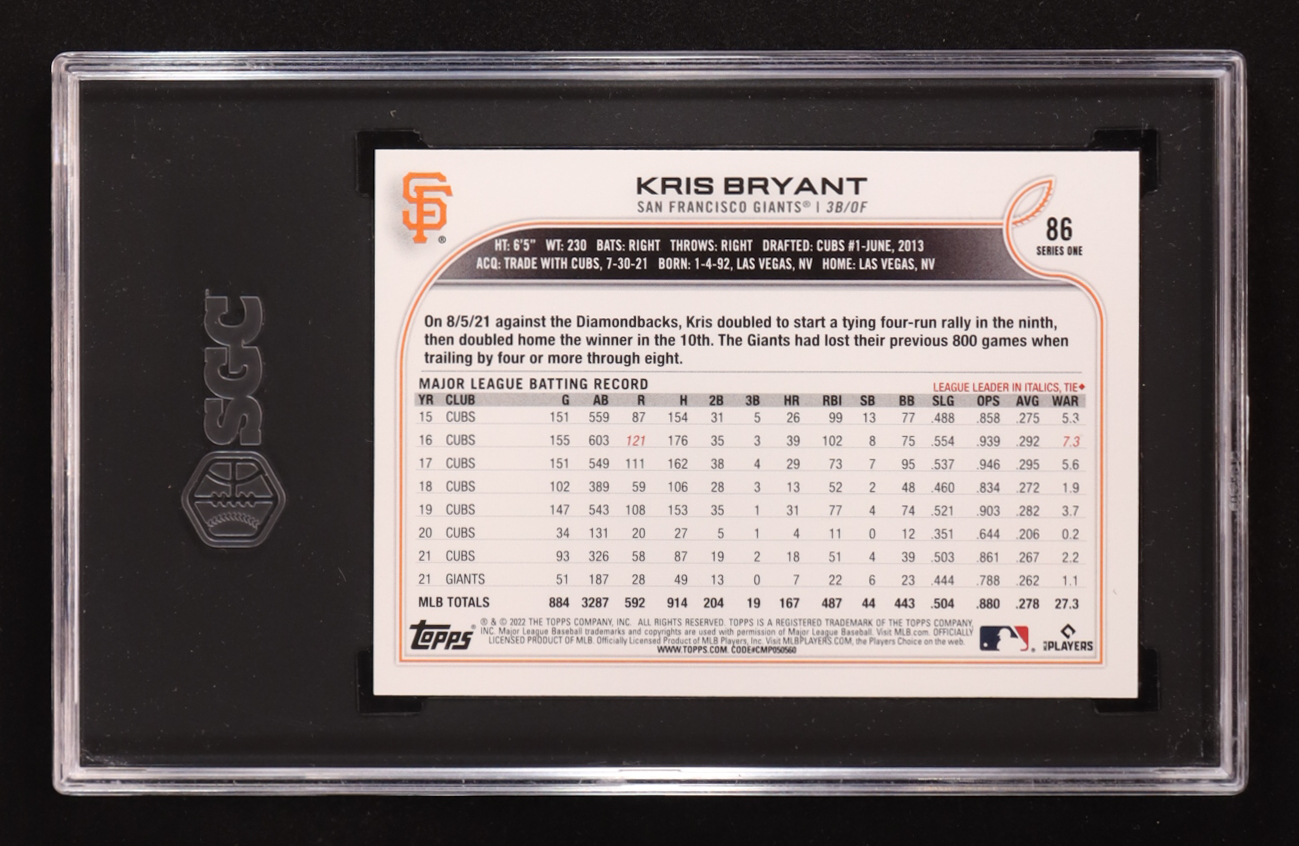 SGC
SF
®
KRIS BRYANT
SAN FRANCISCO GIANTS® | 3B/OF
86
SERIES ONE
HT: 6'5" WT: 230 BATS: RIGHT THROWS: RIGHT DRAFTED: CUBS #1-JUNE, 2013
ACQ: TRADE WITH CUBS, 7-30-21 BORN: 1-4-92, LAS VEGAS, NV HOME: LAS VEGAS, NV
On 8/5/21 against the Diamondbacks, Kris doubled to start a tying four-run rally in the ninth,
then doubled home the winner in the 10th. The Giants had lost their previous 800 games when
trailing by four or more through eight.
MAJOR LEAGUE BATTING RECORD LEAGUE LEADER IN ITALICS, TIE♦
YR CLUB G AB R H 2B 3B HR RBI SB BB SLG OPS AVG WAR
15 CUBS 151 559 87 154 31 5 26 99 13 77 .488 .858 .275 5.3
16 CUBS 155 603 121 176 35 3 39 102 8 75 .554 .939 .292 7.3
17 CUBS 151 549 111 162 38 4 29 73 7 95 .537 .946 .295 5.6
18 CUBS 102 389 59 106 28 3 13 52 2 48 .460 .834 .272 1.9
19 CUBS 147 543 108 153 35 1 31 77 4 74 .521 .903 .282 3.7
20 CUBS 34 131 20 27 5 1 4 11 0 12 .351 .644 .206 0.2
21 CUBS 93 326 58 87 19 2 18 51 4 39 .503 .861 .267 2.2
21 GIANTS 51 187 28 49 13 0 7 22 6 23 .444 .788 .262 1.1
MLB TOTALS 884 3287 592 914 204 19 167 487 44 443 .504 .880 .278 27.3
topps®
® & © 2022 THE TOPPS COMPANY, INC. ALL RIGHTS RESERVED. TOPPS IS A REGISTERED TRADEMARK OF THE TOPPS COMPANY,
INC. Major League Baseball trademarks and copyrights are used with permission of Major League Baseball. Visit MLB.com. OFFICIALLY
LICENSED PRODUCT OF MLB. Officially Licensed Product of MLB Players, Inc. Visit MLBPLAYERS.COM, the Players Choice on the web.
WWW.TOPPS.COM. CODE#CMP050560
PLAYERS